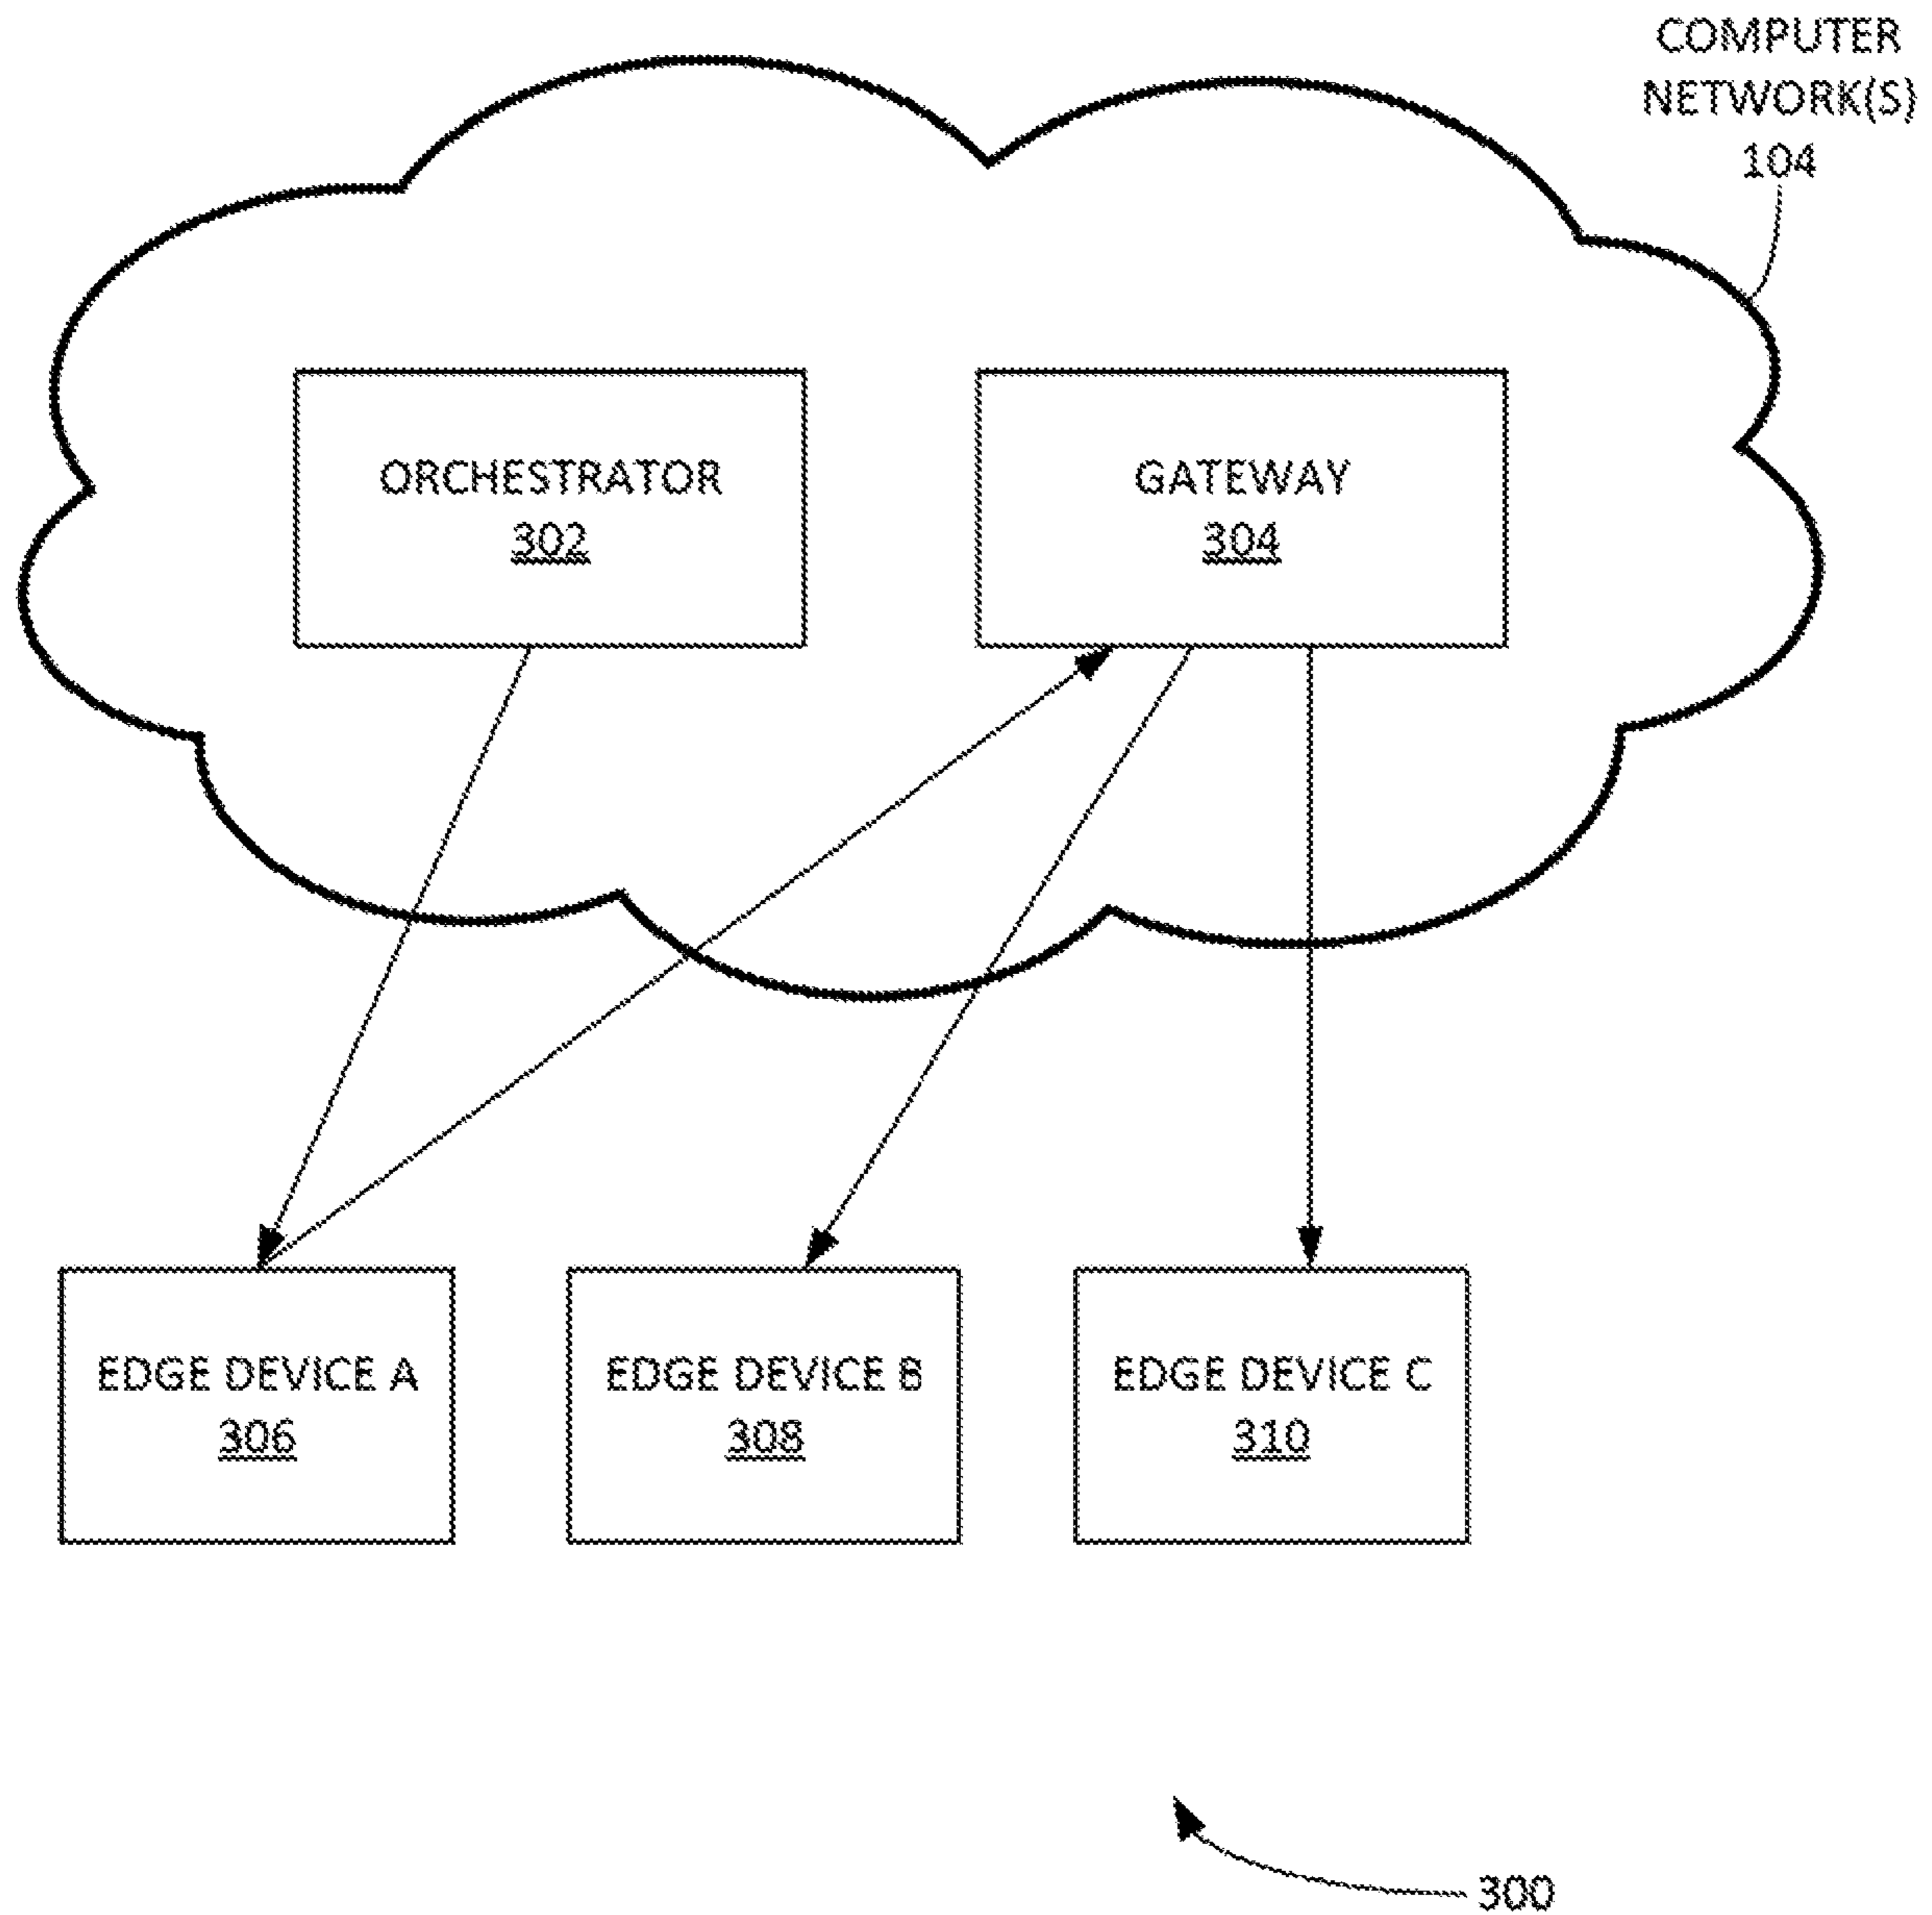 COMPUTER
NETWORK(S)
104
ORCHESTRATOR
302
GATEWAY
304
EDGE DEVICE A
306
EDGE DEVICE B
308
EDGE DEVICE C
310
300